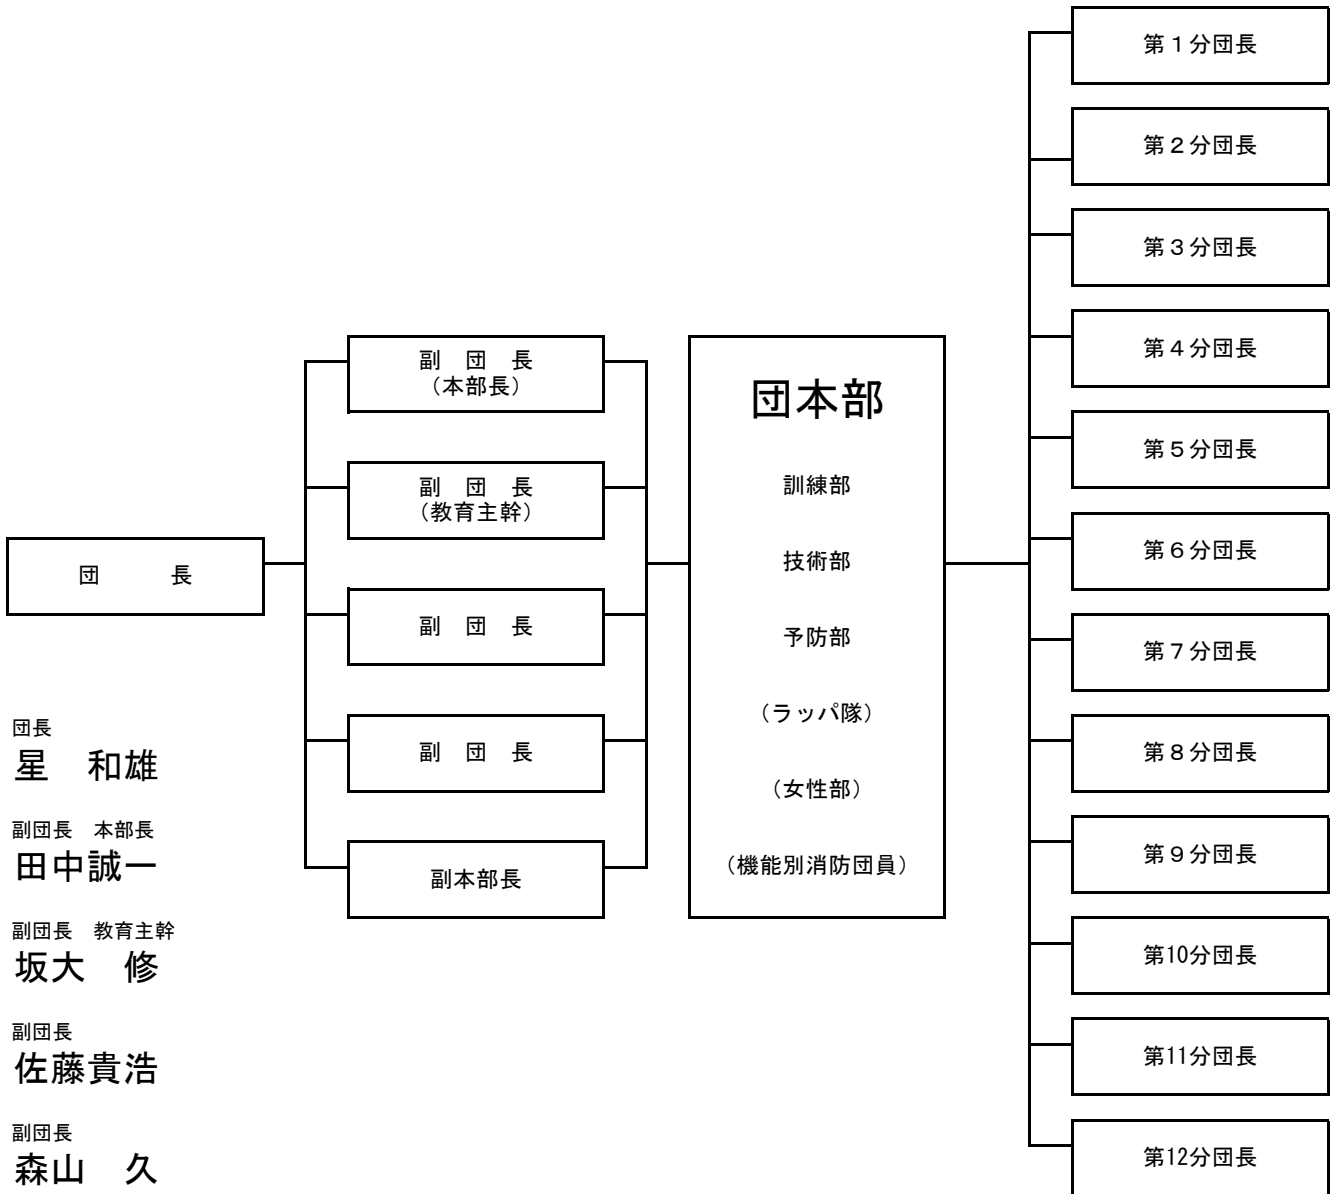 団　　　長
副　団　長
（本部長）
副　団　長
（教育主幹）
副　団　長
副　団　長
副本部長
団本部
訓練部
技術部
予防部
（ラッパ隊）
（女性部）
（機能別消防団員）
第１分団長
第２分団長
第３分団長
第４分団長
第５分団長
第６分団長
第７分団長
第８分団長
第９分団長
第10分団長
第11分団長
第12分団長
団長
星　和雄
副団長　本部長
田中誠一
副団長　教育主幹
坂大　修
副団長
佐藤貴浩
副団長
森山　久